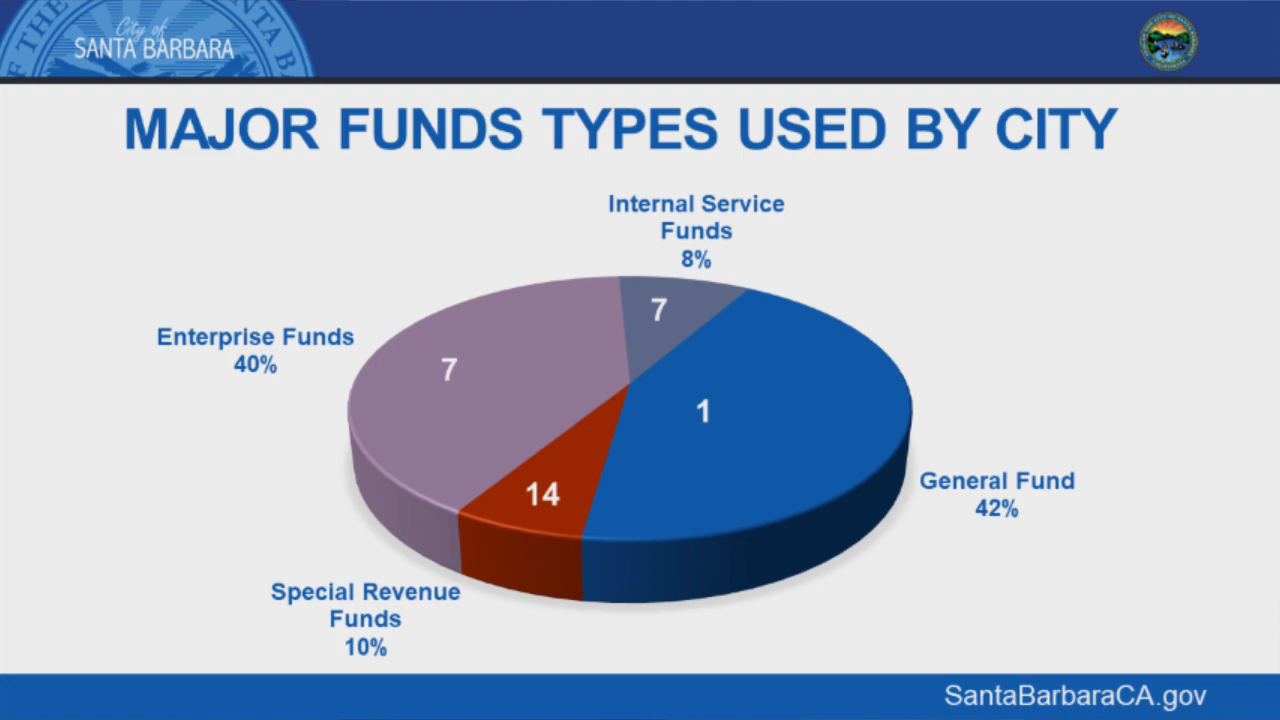 City of
SANTA BARBARA
MAJOR FUNDS TYPES USED BY CITY
Internal Service
Funds
8%
7
Enterprise Funds
40%
7
1
14
General Fund
42%
Special Revenue
Funds
10%
SantaBarbaraCA.gov